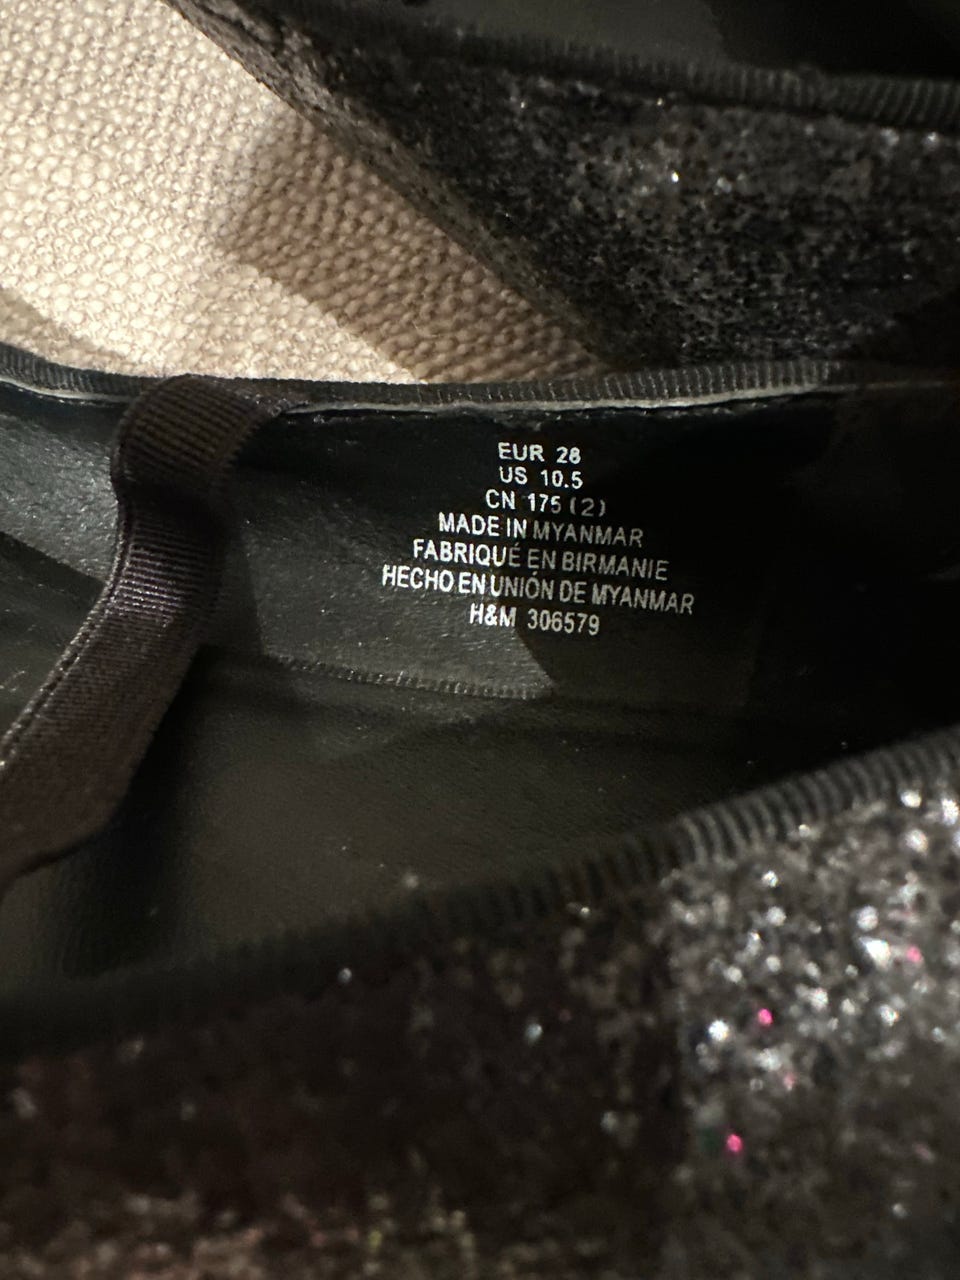 EUR 28
US 10.5
CN 175 (2)
MADE IN MYANMAR
FABRIQUÉ EN BIRMANIE
HECHO EN UNIÓN DE MYANMAR
H&M 306579